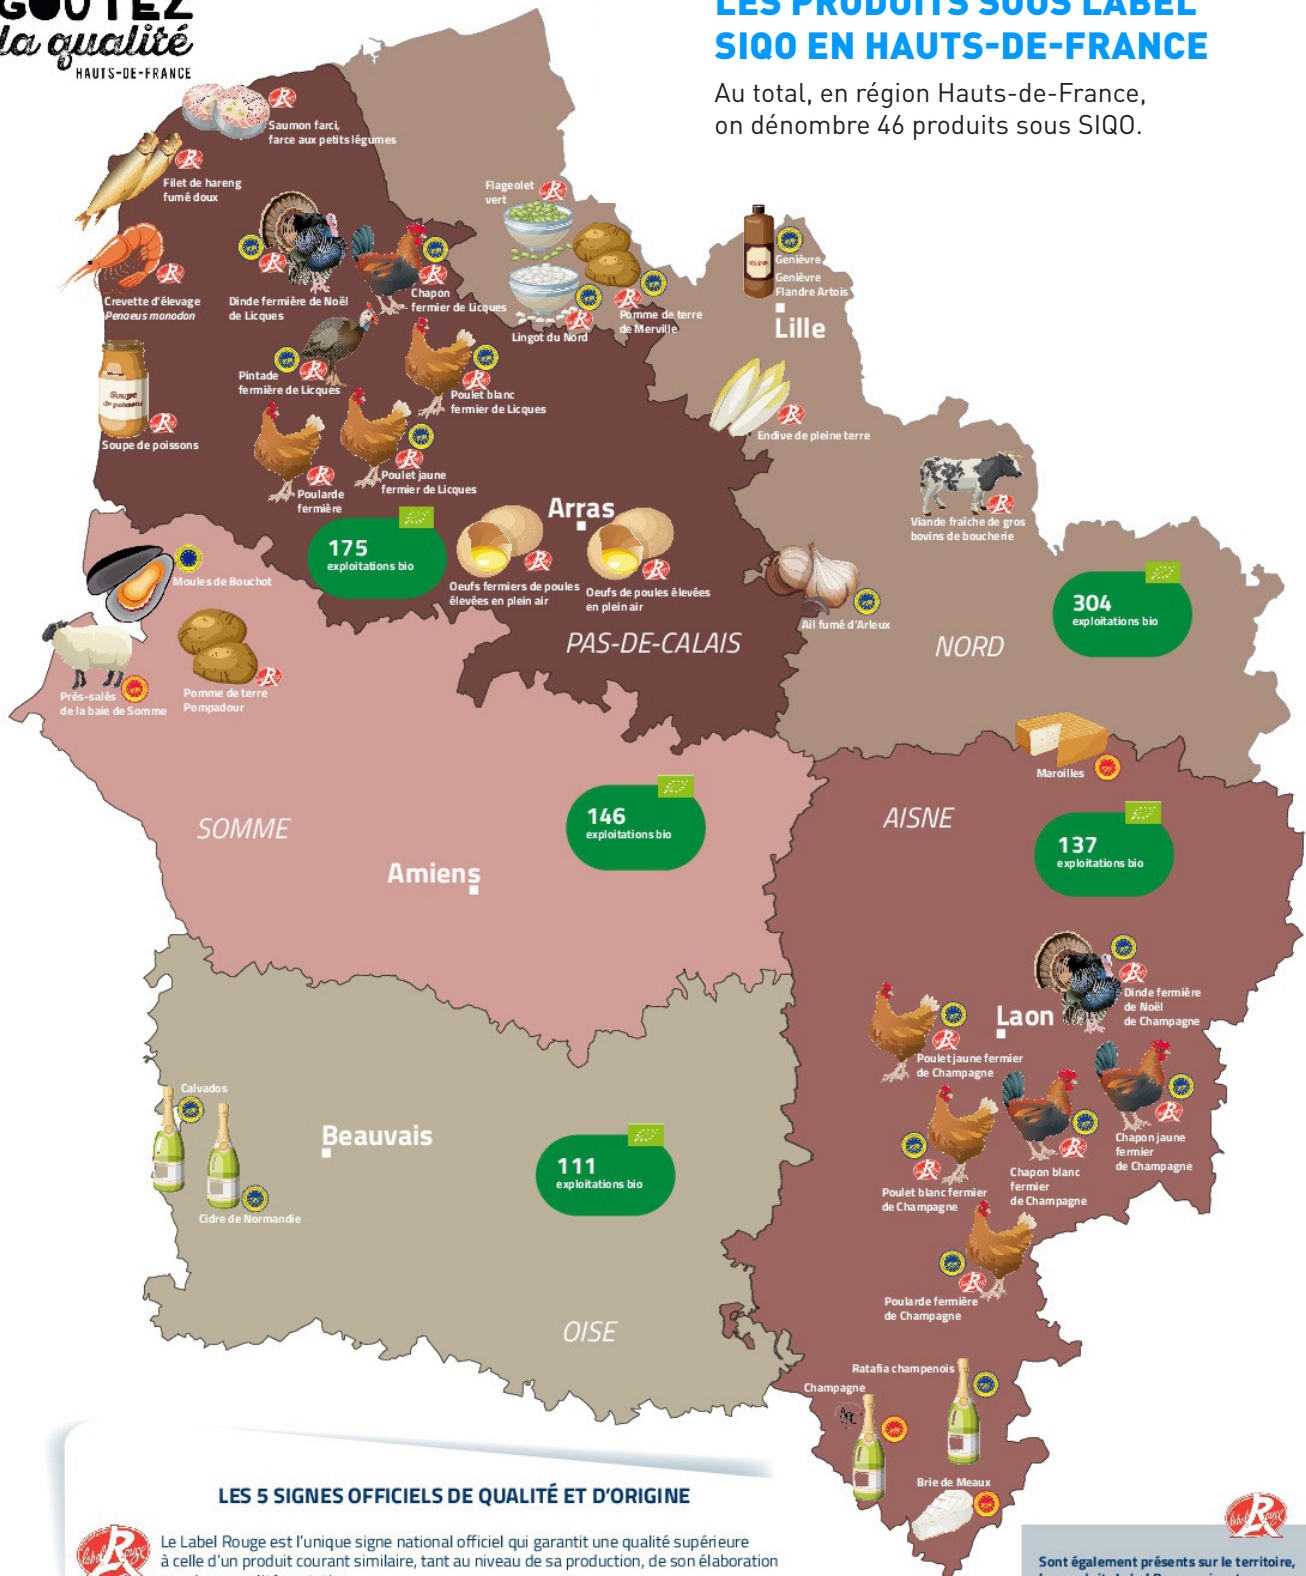 GOÛTEZ
la qualité
HAUTS-DE-FRANCE
LES PRODUITS SOUS LABEL
SIQO EN HAUTS-DE-FRANCE
Au total, en région Hauts-de-France,
on dénombre 46 produits sous SIQO.
Saumon farci,
farce aux petits légumes
Filet de hareng
fumé doux
Flageolet
vert
Crevette d'élevage
Penaeus monodon
Dinde fermière de Noël
de Licques
Chapon
fermier de Licques
Lingot du Nord
Pomme de terre
de Merville
Genièvre
Genièvre
Flandre Artois
Lille
Pintade
fermière de Licques
Poulet blanc
fermier de Licques
Soupe
de poissons
Soupe de poissons
Poularde
fermière
Poulet jaune
fermier de Licques
Endive de pleine terre
Viande fraîche de gros
bovins de boucherie
Arras
175
exploitations bio
Oeufs fermiers de poules
élevées en plein air
Oeufs de poules élevées
en plein air
Moules de Bouchot
Ail fumé d'Arleux
304
exploitations bio
PAS-DE-CALAIS
NORD
Prés-salés
de la baie de Somme
Pomme de terre
Pompadour
Maroilles
SOMME
146
exploitations bio
AISNE
137
exploitations bio
Amiens
Dinde fermière
de Noël
de Champagne
Laon
Poulet jaune fermier
de Champagne
Calvados
Beauvais
111
exploitations bio
Cidre de Normandie
Chapon jaune
fermier
de Champagne
Chapon blanc
fermier
de Champagne
Poulet blanc fermier
de Champagne
Poularde fermière
de Champagne
OISE
Ratafia champenois
Champagne
Brie de Meaux
LES 5 SIGNES OFFICIELS DE QUALITÉ ET D'ORIGINE
label Rouge
Le Label Rouge est l'unique signe national officiel qui garantit une qualité supérieure
à celle d'un produit courant similaire, tant au niveau de sa production, de son élaboration
label Rouge
Sont également présents sur le territoire,